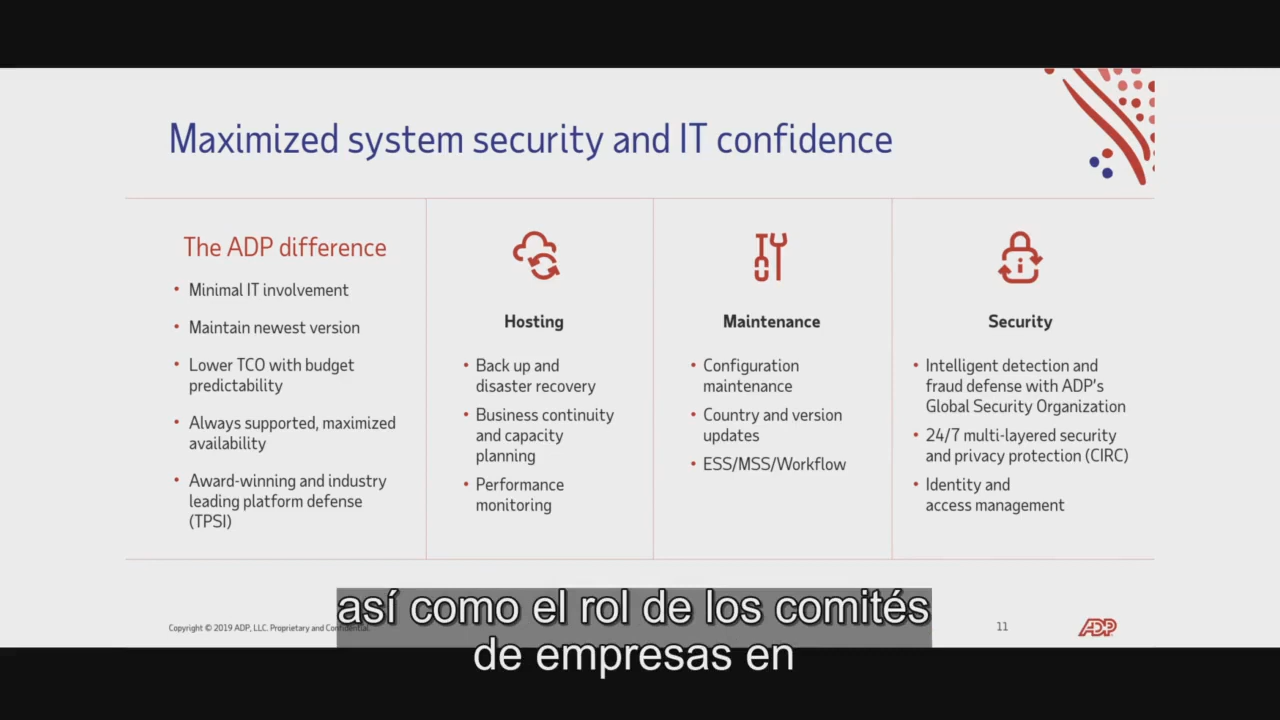 Maximized system security and IT confidence
The ADP difference
• Minimal IT involvement
• Maintain newest version
• Lower TCO with budget
predictability
• Always supported, maximized
availability
• Award-winning and industry
leading platform defense
(TPSI)
Hosting
• Back up and
disaster recovery
• Business continuity
and capacity
planning
• Performance
monitoring
Maintenance
• Configuration
maintenance
• Country and version
updates
• ESS/MSS/Workflow
Security
• Intelligent detection and
fraud defense with ADP's
Global Security Organization
• 24/7 multi-layered security
and privacy protection (CIRC)
• Identity and
access management
Copyright © 2019 ADP, LLC. Proprietary and Confidential.
11
ADP
así como el rol de los comités
de empresas en